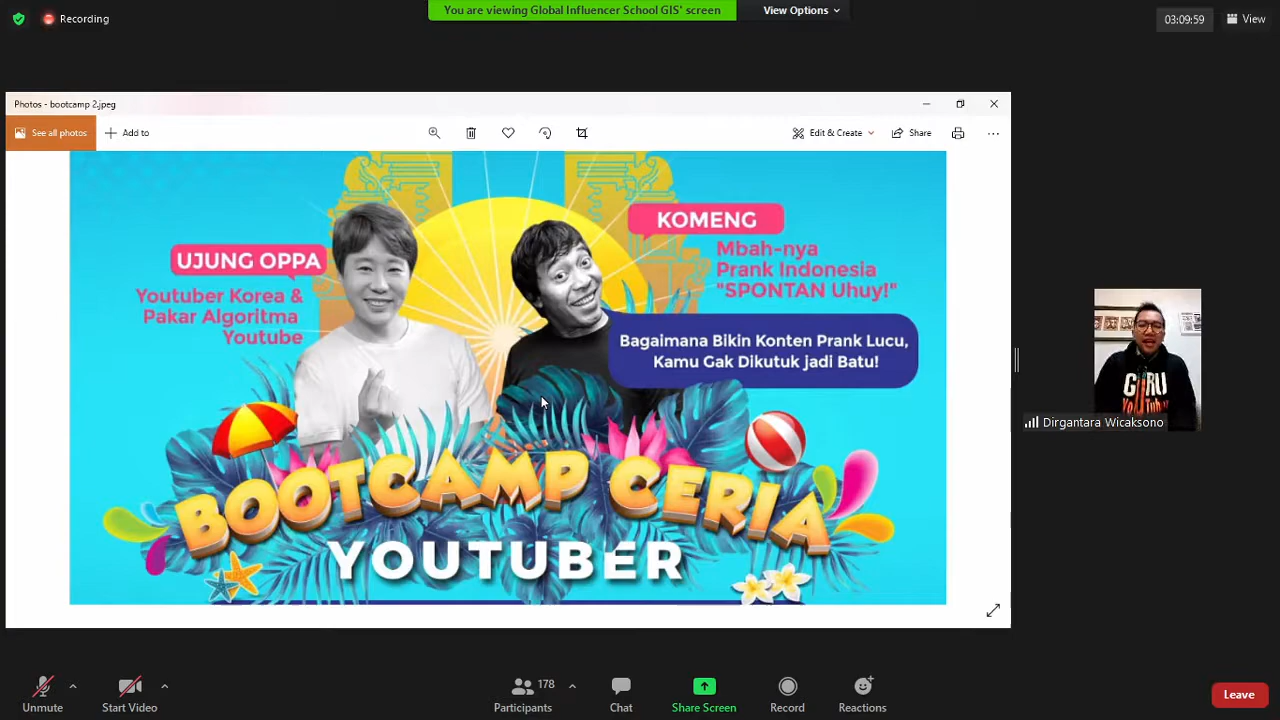 Recording
You are viewing Global Influencer School GIS' screen
View Options
03:09:59
View
Photos - bootcamp 2.jpeg
See all photos
Add to
Edit & Create
Share
UJUNG OPPA
Youtuber Korea &
Pakar Algoritma
Youtube
KOMENG
Mbah-nya
Prank Indonesia
"SPONTAN Uhuy!"
Bagaimana Bikin Konten Prank Lucu,
Kamu Gak Dikutuk jadi Batu!
BOOTCAMP CERIA
YOUTUBER
GURU
YouTuber
Dirgantara Wicaksono
Unmute
Start Video
178
Participants
Chat
Share Screen
Record
Reactions
Leave